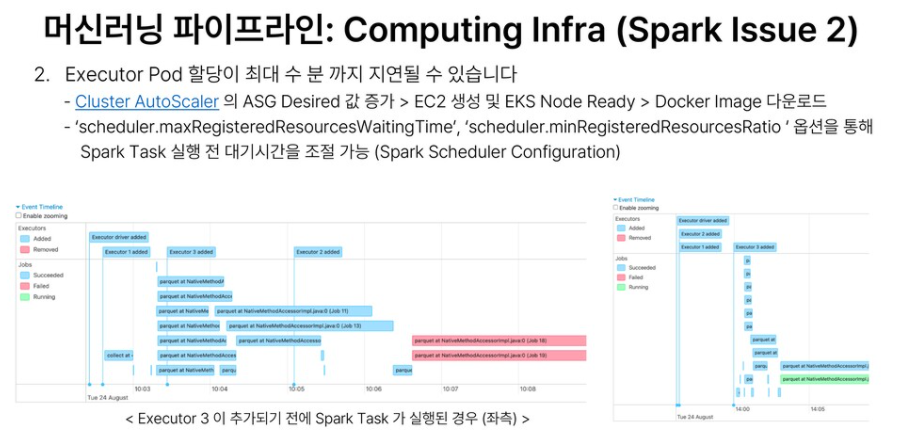 머신러닝 파이프라인: Computing Infra (Spark Issue 2)
2. Executor Pod 할당이 최대 수 분 까지 지연될 수 있습니다
- Cluster AutoScaler 의 ASG Desired 값 증가 > EC2 생성 및 EKS Node Ready > Docker Image 다운로드
- ‘scheduler.maxRegisteredResourcesWaitingTime’, ‘scheduler.minRegisteredResourcesRatio ’ 옵션을 통해
Spark Task 실행 전 대기시간을 조절 가능 (Spark Scheduler Configuration)
Event Timeline
Enable zooming
Executors
Added
Removed
Executor driver added
Executor 1 added
Executor 3 added
Executor 2 added
Jobs
Succeeded
Failed
Running
parquet at NativeMethodA
parquet at NativeMethodAcc
parquet at NativeMe
parquet at NativeMethodAccessorImpl.java:0 (Job 11)
parquet at NativeMetho
parquet at NativeMethodAccessorImpl.java:0 (Job 13)
parquet at NativeMethodA
parquet at NativeMethodAccesso
parquet at NativeMethodAccessorImpl.java:0 (Job 18)
collect at
parquet at NativeMethodAcces
parquet at NativeMethodAccessorImpl.java:0 (Job 19)
parquet at NativeMeth
parqu
parqu
10:03
10:04
10:05
10:06
10:07
10:08
Tue 24 August
Event Timeline
Enable zooming
Executors
Added
Removed
Executor driver added
Executor 2 added
Executor 1 added
Executor 3 added
Jobs
Succeeded
Failed
Running
parquet at
parquet at
parqu
parquet at NativeMethodAccessorImpl.j
pa
parquet at NativeMethodAccessorImpl.j
14:00
14:05
Tue 24 August
< Executor 3 이 추가되기 전에 Spark Task 가 실행된 경우 (좌측) >